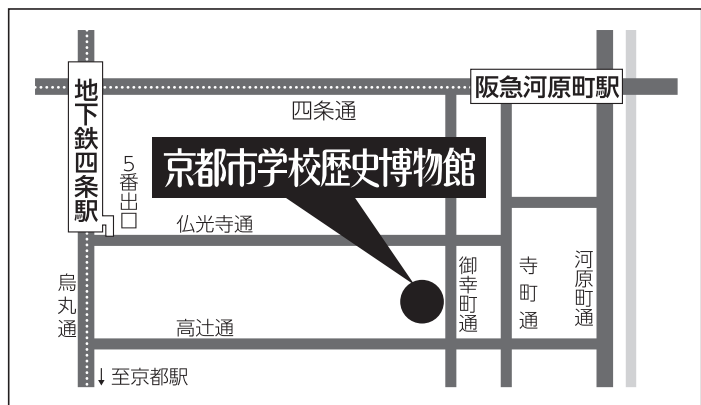 阪急河原町駅
地下鉄四条駅
四条通
5番出口
京都市学校歴史博物館
仏光寺通
御幸町通
寺町通
河原町通
烏丸通
高辻通
↓至京都駅